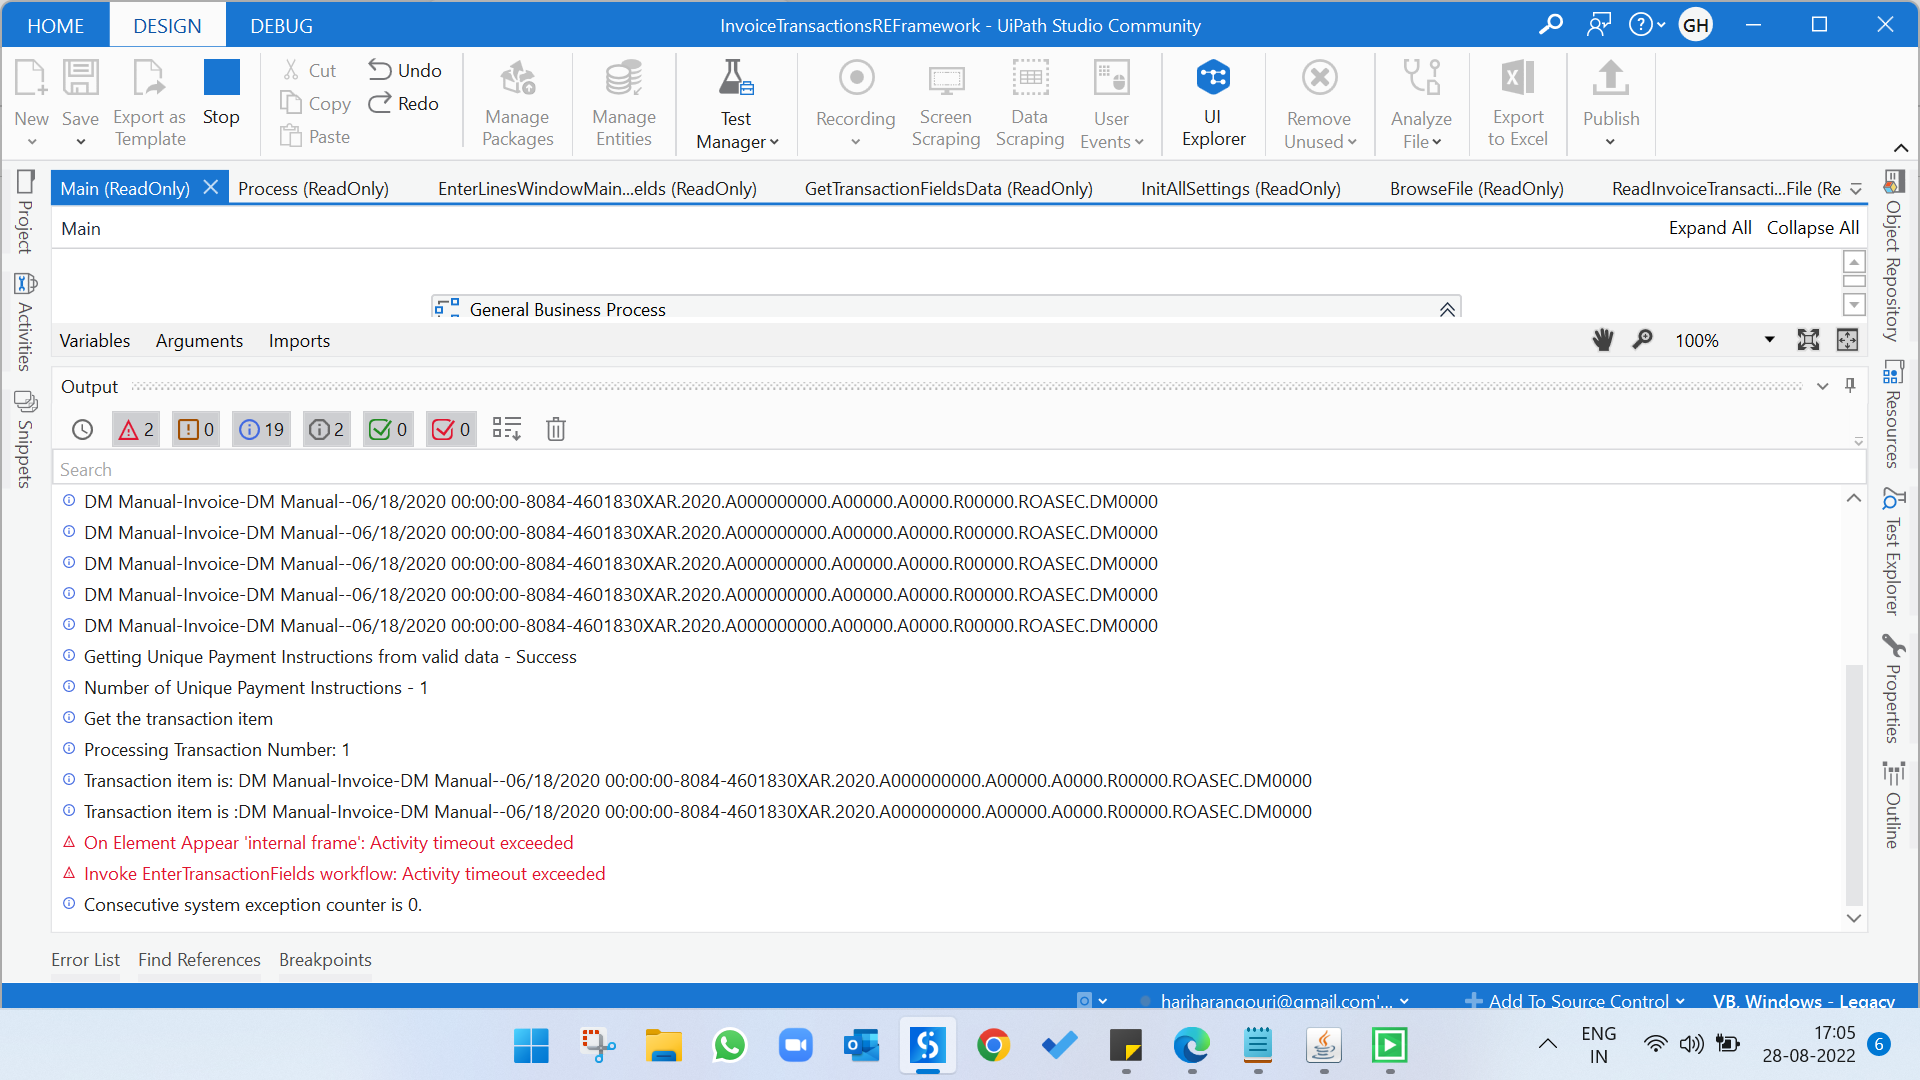 HOME DESIGN DEBUG InvoiceTransactionsREFramework - UiPath Studio Community GH
New Save Export as Template Stop Cut Copy Paste Undo Redo Manage Packages Manage Entities Test Manager Recording Screen Scraping Data Scraping User Events UI Explorer Remove Unused Analyze File Export to Excel Publish
Main (ReadOnly) Process (ReadOnly) EnterLinesWindowMain...elds (ReadOnly) GetTransactionFieldsData (ReadOnly) InitAllSettings (ReadOnly) BrowseFile (ReadOnly) ReadInvoiceTransacti...File (Re
Project
Activities
Snippets
Main Expand All Collapse All
General Business Process
Variables Arguments Imports 100%
Output
2 0 19 2 0 0
Search
DM Manual-Invoice-DM Manual--06/18/2020 00:00:00-8084-4601830XAR.2020.A000000000.A00000.A0000.R00000.ROASEC.DM0000
DM Manual-Invoice-DM Manual--06/18/2020 00:00:00-8084-4601830XAR.2020.A000000000.A00000.A0000.R00000.ROASEC.DM0000
DM Manual-Invoice-DM Manual--06/18/2020 00:00:00-8084-4601830XAR.2020.A000000000.A00000.A0000.R00000.ROASEC.DM0000
DM Manual-Invoice-DM Manual--06/18/2020 00:00:00-8084-4601830XAR.2020.A000000000.A00000.A0000.R00000.ROASEC.DM0000
DM Manual-Invoice-DM Manual--06/18/2020 00:00:00-8084-4601830XAR.2020.A000000000.A00000.A0000.R00000.ROASEC.DM0000
Getting Unique Payment Instructions from valid data - Success
Number of Unique Payment Instructions - 1
Get the transaction item
Processing Transaction Number: 1
Transaction item is: DM Manual-Invoice-DM Manual--06/18/2020 00:00:00-8084-4601830XAR.2020.A000000000.A00000.A0000.R00000.ROASEC.DM0000
Transaction item is :DM Manual-Invoice-DM Manual--06/18/2020 00:00:00-8084-4601830XAR.2020.A000000000.A00000.A0000.R00000.ROASEC.DM0000
On Element Appear 'internal frame': Activity timeout exceeded
Invoke EnterTransactionFields workflow: Activity timeout exceeded
Consecutive system exception counter is 0.
Object Repository
Resources
Test Explorer
Properties
Outline
Error List Find References Breakpoints
hariharangouri@gmail.com'... Add To Source Control VB, Windows - Legacy
ENG
IN
17:05
28-08-2022
6